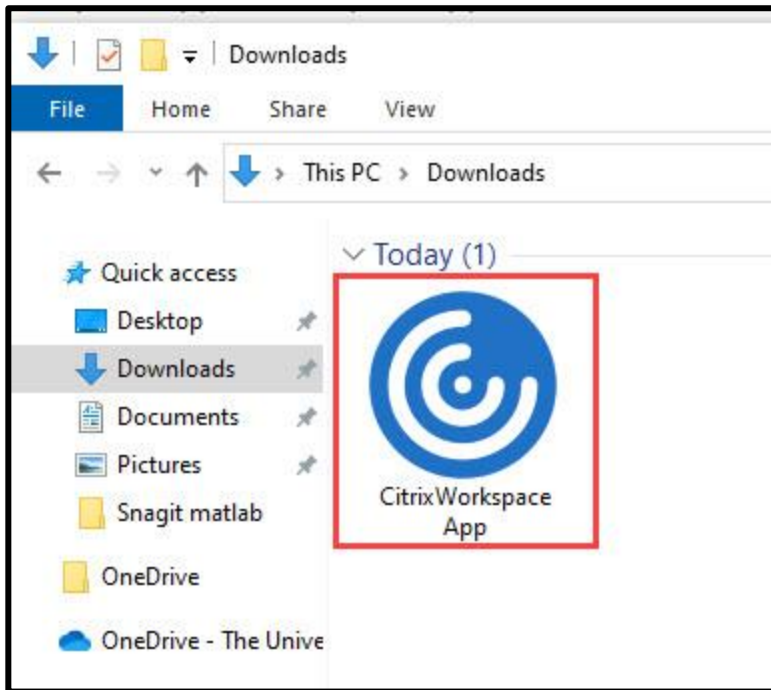 Downloads
File Home Share View
This PC > Downloads
Today (1)
Quick access
Desktop
Downloads
Documents
Pictures
Snagit matlab
OneDrive
OneDrive - The Unive
CitrixWorkspace
App